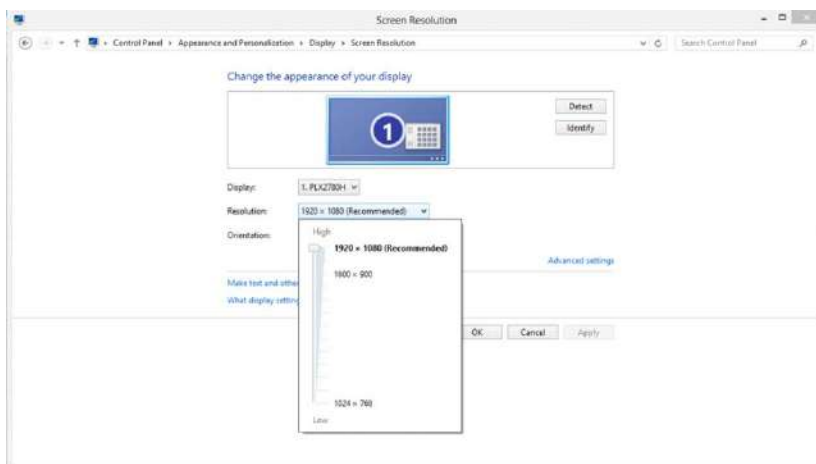 Screen Resolution
Control Panel ▸ Appearance and Personalization ▸ Display ▸ Screen Resolution
Search Control Panel
Change the appearance of your display
1
Detect
Identify
Display: 1. PLX2780H
Resolution: 1920 × 1080 (Recommended)
Orientation:
High
1920 × 1080 (Recommended)
1600 × 900
1024 × 768
Low
Advanced settings
Make text and other
What display setting
OK Cancel Apply